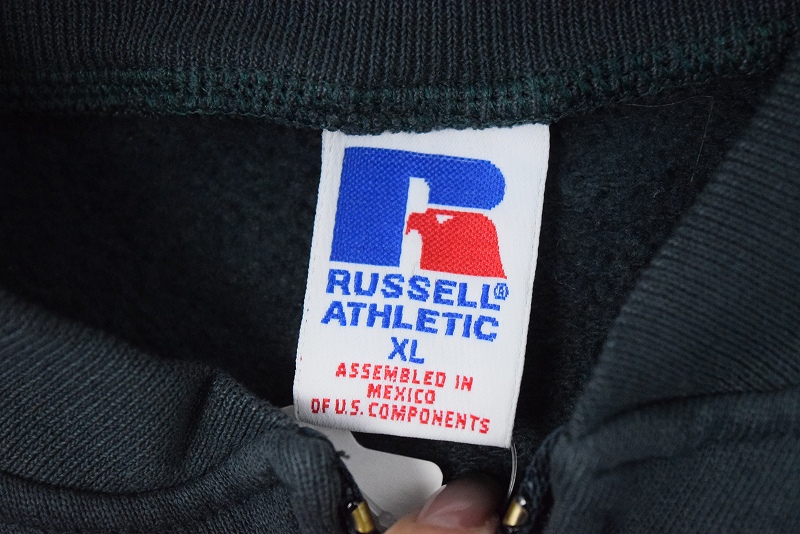 RUSSELL®
ATHLETIC
XL
ASSEMBLED IN
MEXICO
OF U.S. COMPONENTS